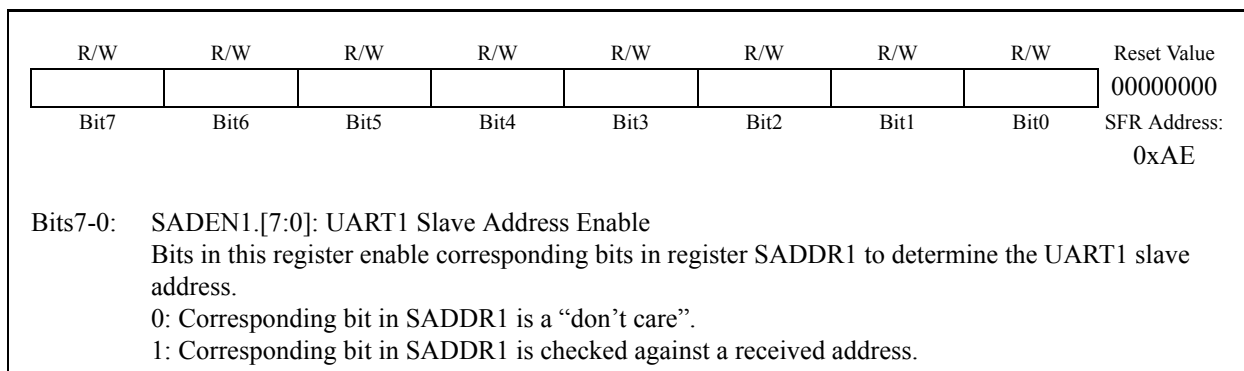 R/W R/W R/W R/W R/W R/W R/W R/W Reset Value
00000000
Bit7 Bit6 Bit5 Bit4 Bit3 Bit2 Bit1 Bit0 SFR Address:
0xAE
Bits7-0: SADEN1.[7:0]: UART1 Slave Address Enable
Bits in this register enable corresponding bits in register SADDR1 to determine the UART1 slave
address.
0: Corresponding bit in SADDR1 is a “don’t care”.
1: Corresponding bit in SADDR1 is checked against a received address.